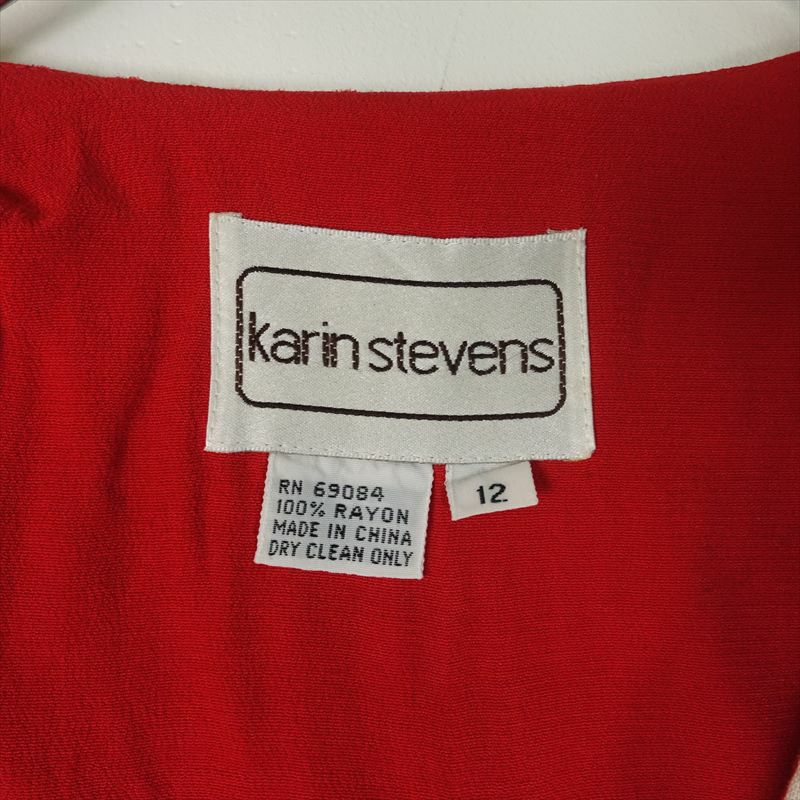 karin stevens
RN 69084
100% RAYON
MADE IN CHINA
DRY CLEAN ONLY
12